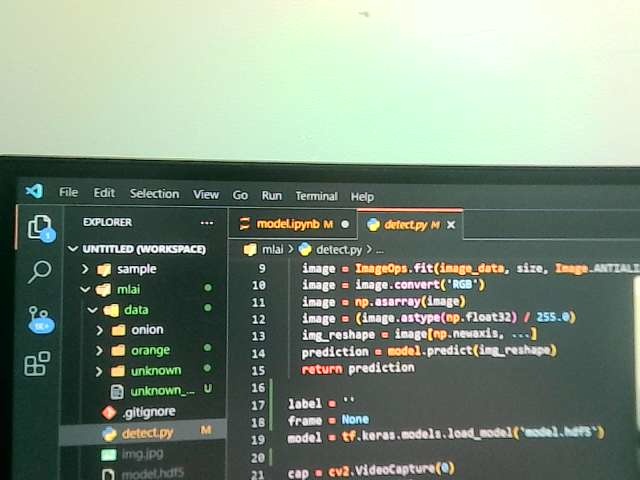 File Edit Selection View Go Run Terminal Help
EXPLORER ...
UNTITLED (WORKSPACE)
sample
mlai
data
onion
orange
unknown
unknown_... U
.gitignore
detect.py M
img.jpg
model.hdf5
model.ipynb M
detect.py M
mlai > detect.py > ...
9 image = ImageOps.fit(image_data, size, Image.ANTIALI
10 image = image.convert('RGB')
11 image = np.asarray(image)
12 image = (image.astype(np.float32) / 255.0)
13 img_reshape = image[np.newaxis, ...]
14 prediction = model.predict(img_reshape)
15 return prediction
16
17 label = ''
18 frame = None
19 model = tf.keras.models.load_model('model.hdf5')
20
21 cap = cv2.VideoCapture(0)